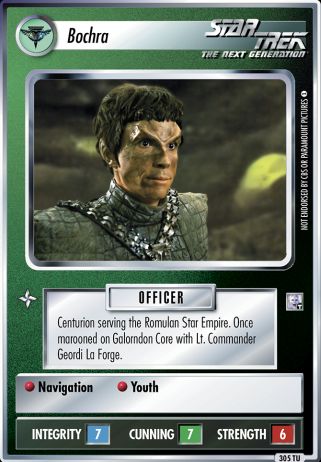 Bochra
STAR TREK
THE NEXT GENERATION
NOT ENDORSED BY CBS OR PARAMOUNT PICTURES
OFFICER
Centurion serving the Romulan Star Empire. Once
marooned on Galorndon Core with Lt. Commander
Geordi La Forge.
Navigation Youth
INTEGRITY 7 CUNNING 7 STRENGTH 6
305 TU